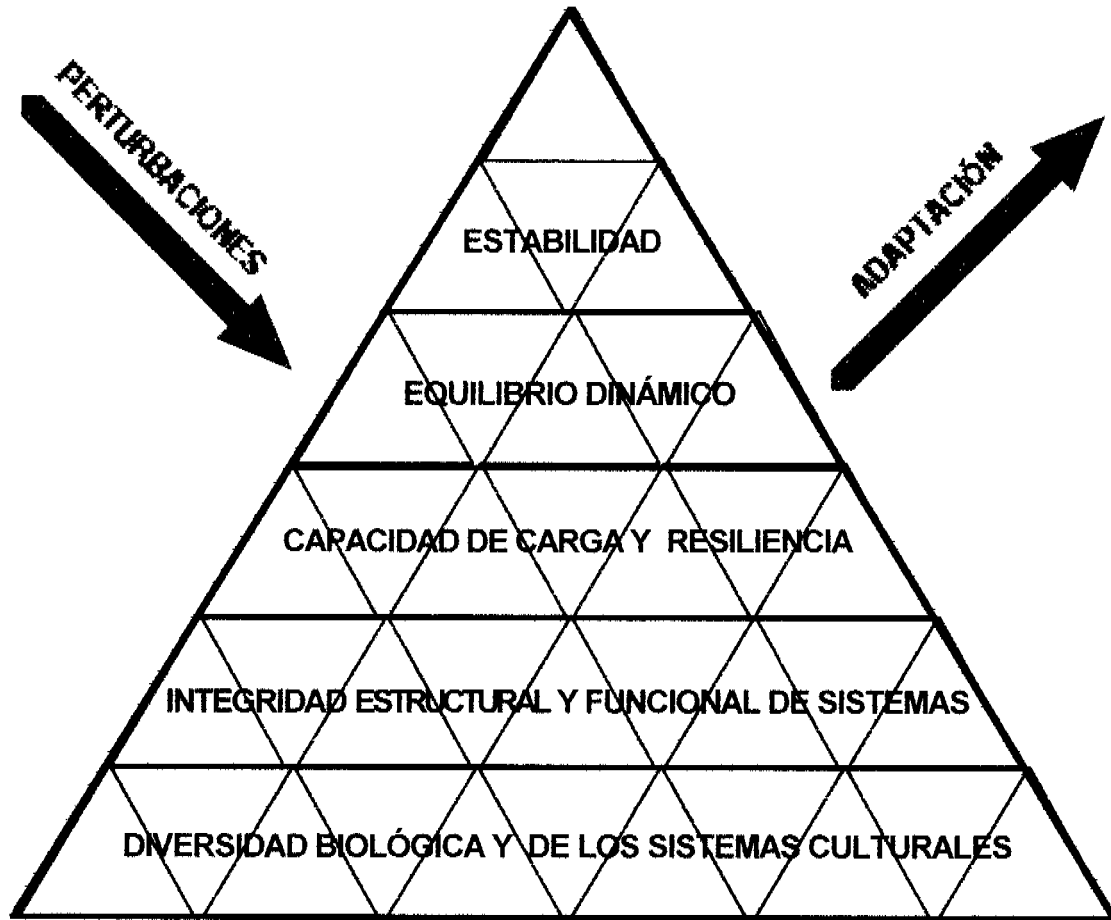 PERTURBACIONES
ADAPTACIÓN
ESTABILIDAD
EQUILIBRIO DINÁMICO
CAPACIDAD DE CARGA Y RESILIENCIA
INTEGRIDAD ESTRUCTURAL Y FUNCIONAL DE SISTEMAS
DIVERSIDAD BIOLÓGICA Y DE LOS SISTEMAS CULTURALES